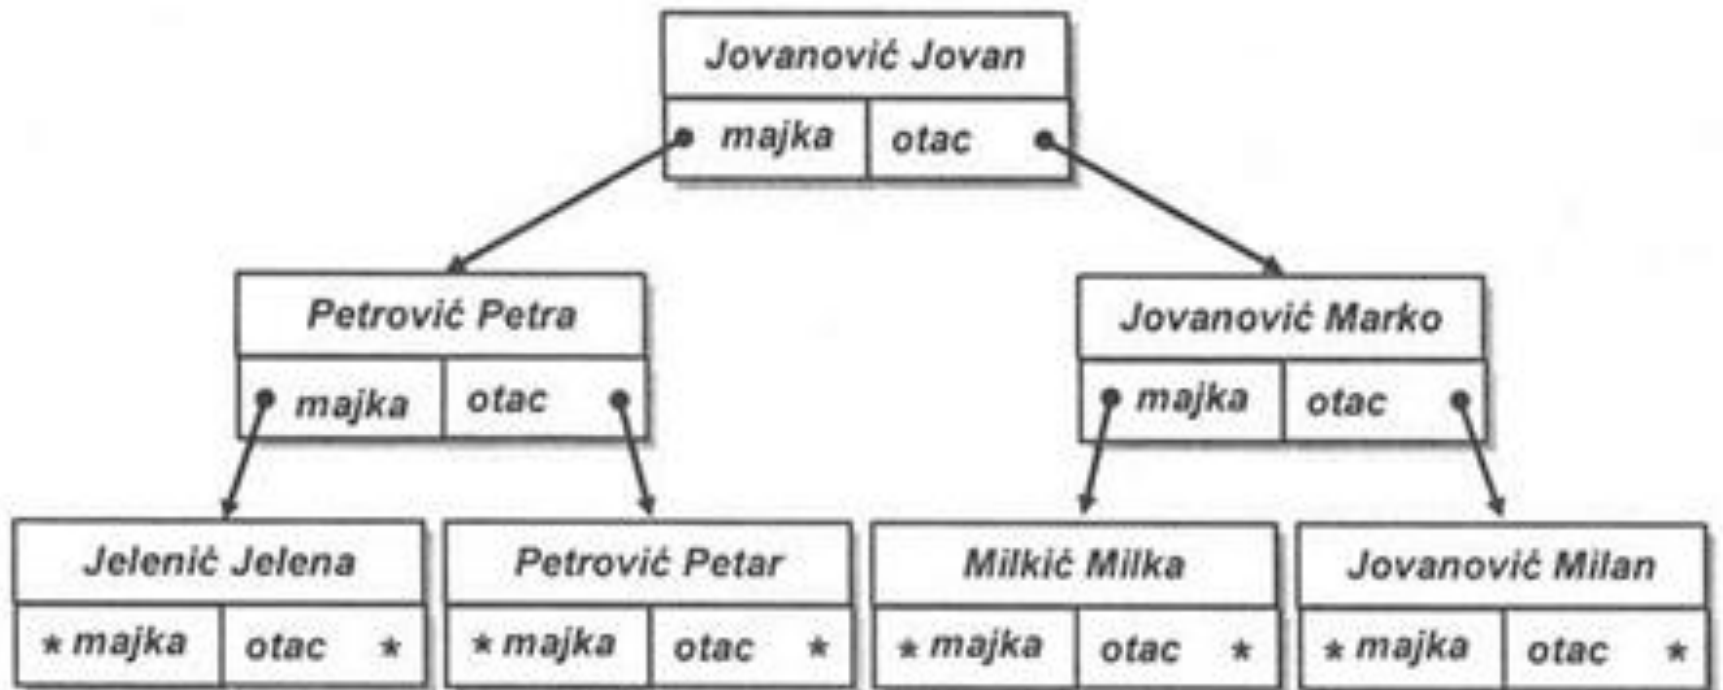 Jovanović Jovan
majka otac
Petrović Petra Jovanović Marko
majka otac majka otac
Jelenić Jelena Petrović Petar Milkić Milka Jovanović Milan
* majka otac * * majka otac * * majka otac * * majka otac *